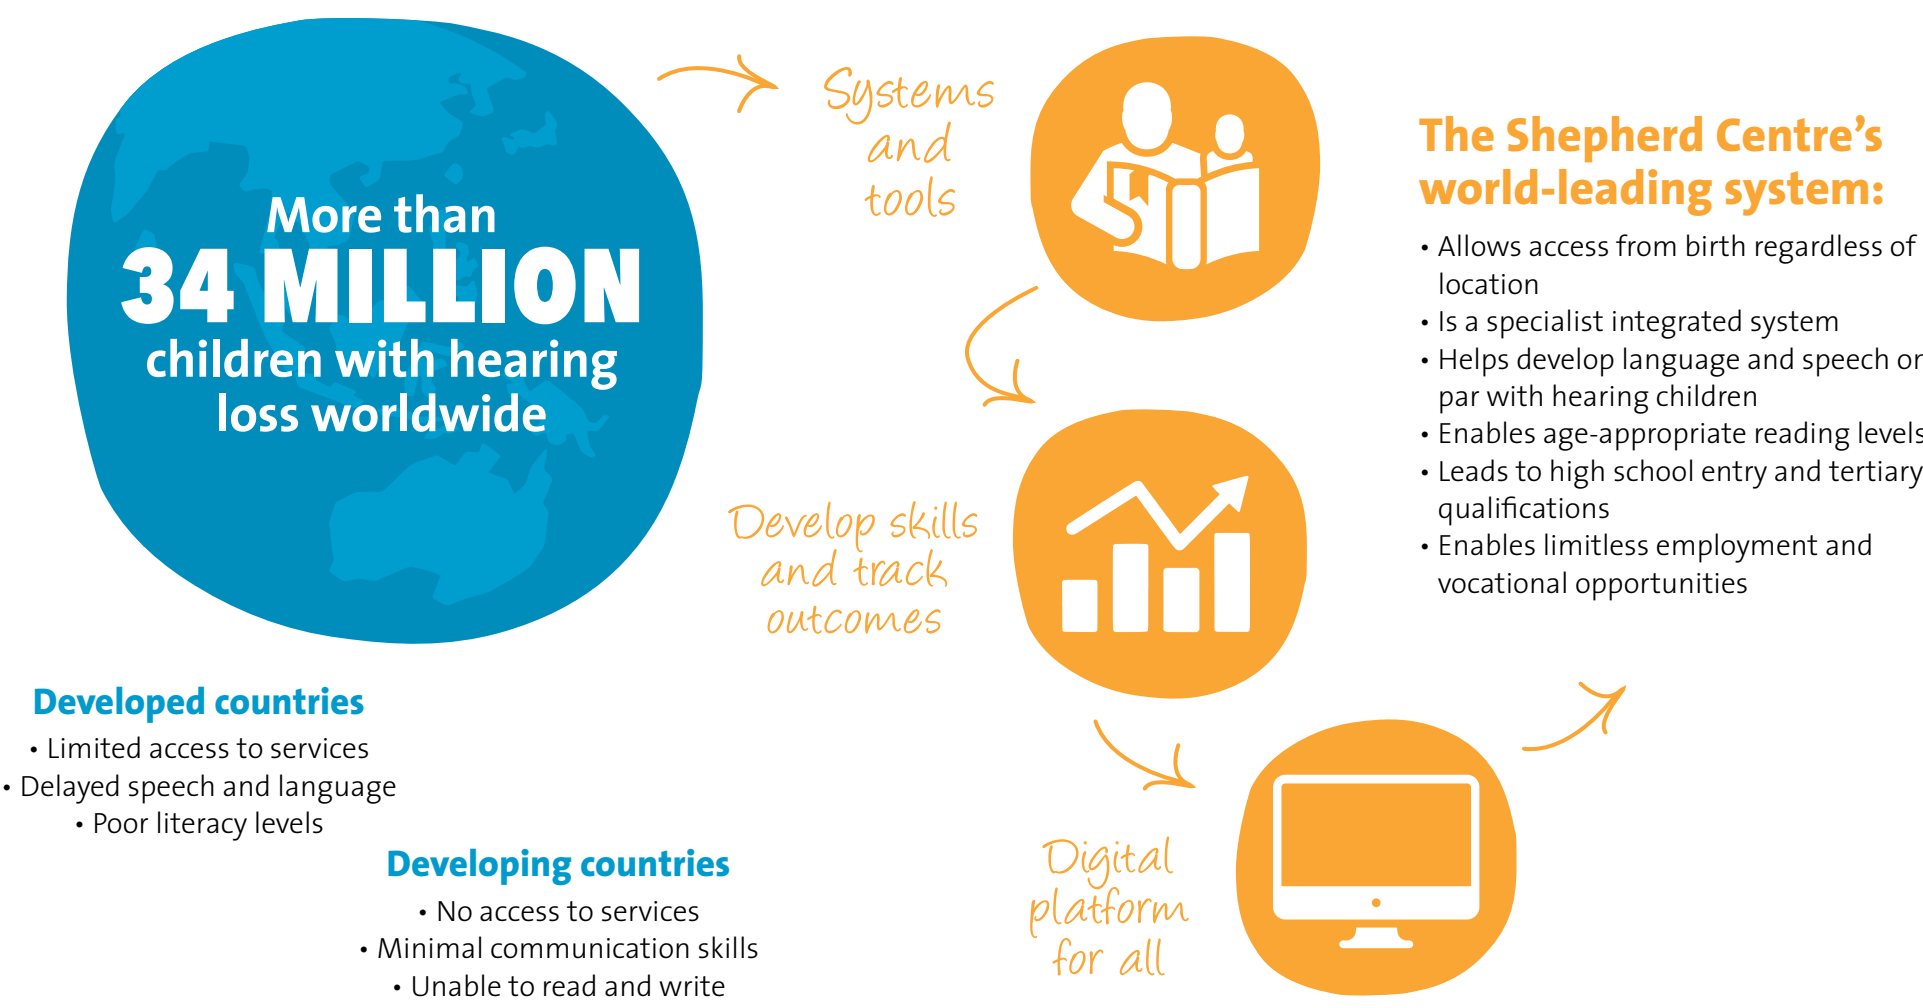 More than
34 MILLION
children with hearing
loss worldwide
Developed countries
• Limited access to services
• Delayed speech and language
• Poor literacy levels
Developing countries
• No access to services
• Minimal communication skills
• Unable to read and write
Systems
and
tools
Develop skills
and track
outcomes
Digital
platform
for all
The Shepherd Centre’s
world-leading system:
• Allows access from birth regardless of
location
• Is a specialist integrated system
• Helps develop language and speech on
par with hearing children
• Enables age-appropriate reading levels
• Leads to high school entry and tertiary
qualifications
• Enables limitless employment and
vocational opportunities